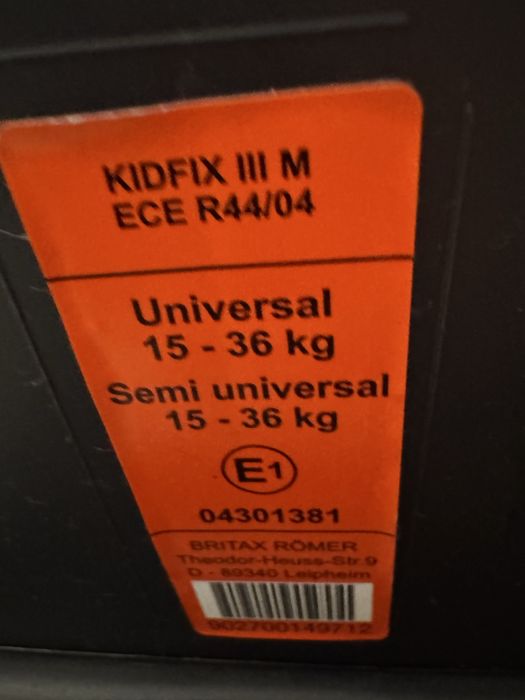 KIDFIX III M
ECE R44/04
Universal
15 - 36 kg
Semi universal
15 - 36 kg
E1
04301381
BRITAX RÖMER
Theodor-Heuss-Str.9
D - 89340 Leipheim
902700149712